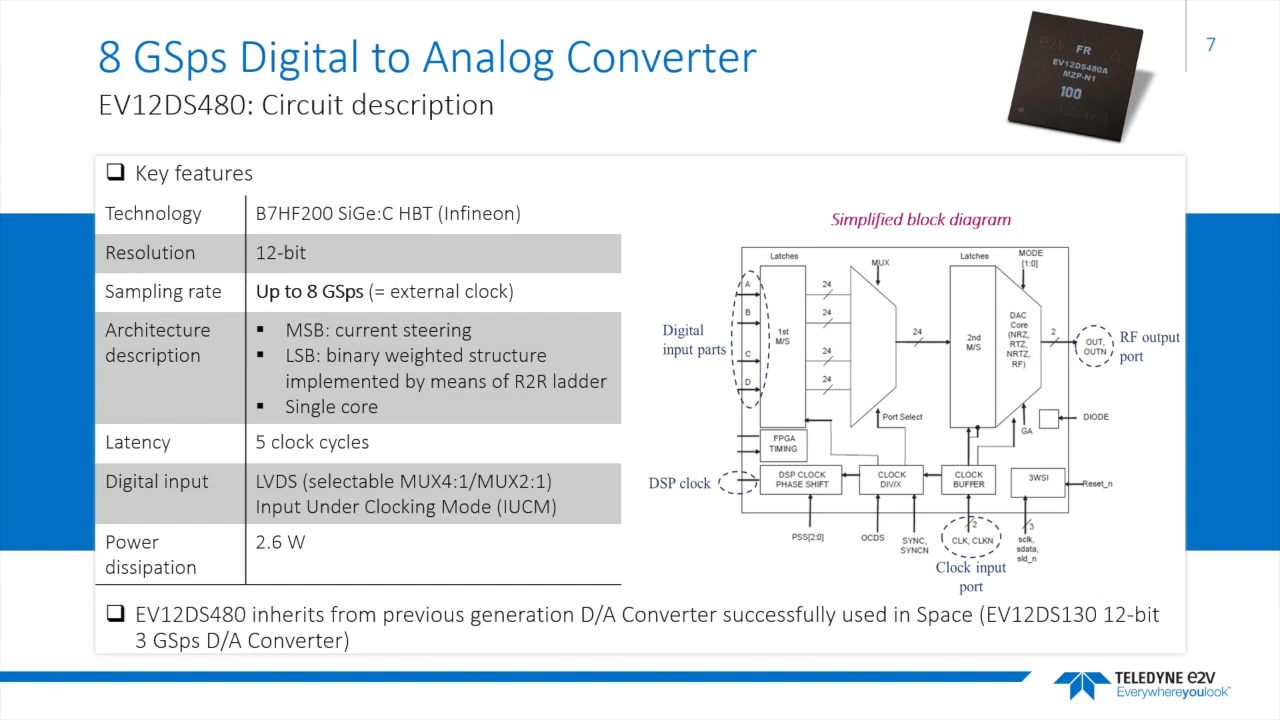 8 GSps Digital to Analog Converter
7
EV12DS480: Circuit description
FR
EV12DS480A
MZP-N1
100
Key features
Technology
B7HF200 SiGe:C HBT (Infineon)
Resolution
12-bit
Sampling rate
Up to 8 GSps (= external clock)
Architecture
description
MSB: current steering
LSB: binary weighted structure
implemented by means of R2R ladder
Single core
Latency
5 clock cycles
Digital input
LVDS (selectable MUX4:1/MUX2:1)
Input Under Clocking Mode (IUCM)
Power
dissipation
2.6 W
Simplified block diagram
Latches
MUX
Latches
MODE
[1:0]
A
B
C
D
1st
M/S
24
24
24
24
24
2nd
M/S
DAC
Core
(NRZ,
RTZ,
NRTZ,
RF)
2
OUT,
OUTN
Digital
input parts
RF output
port
Port Select
GA
DIODE
FPGA
TIMING
DSP clock
DSP CLOCK
PHASE SHIFT
CLOCK
DIV/X
CLOCK
BUFFER
3WSI
Reset_n
PSS[2:0]
OCDS
SYNC,
SYNCN
2
CLK, CLKN
3
sclk,
sdata,
sld_n
Clock input
port
EV12DS480 inherits from previous generation D/A Converter successfully used in Space (EV12DS130 12-bit
3 GSps D/A Converter)
TELEDYNE e2v
Everywhereyoulook™